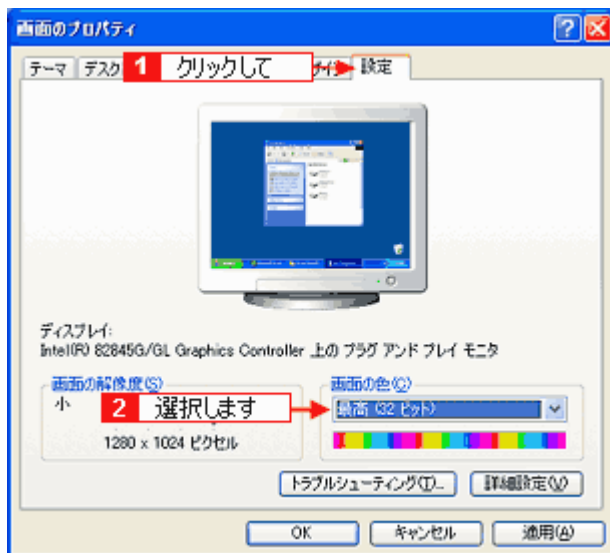 画面のプロパティ
テーマ デスク 1 クリックして 設定
ディスプレイ:
Intel(R) 82845G/GL Graphics Controller 上の プラグ アンド プレイ モニタ
画面の解像度(S) 画面の色(C)
小 2 選択します 最高 (32 ビット)
1280 x 1024 ピクセル
トラブルシューティング(T)... 詳細設定(V)
OK キャンセル 適用(A)